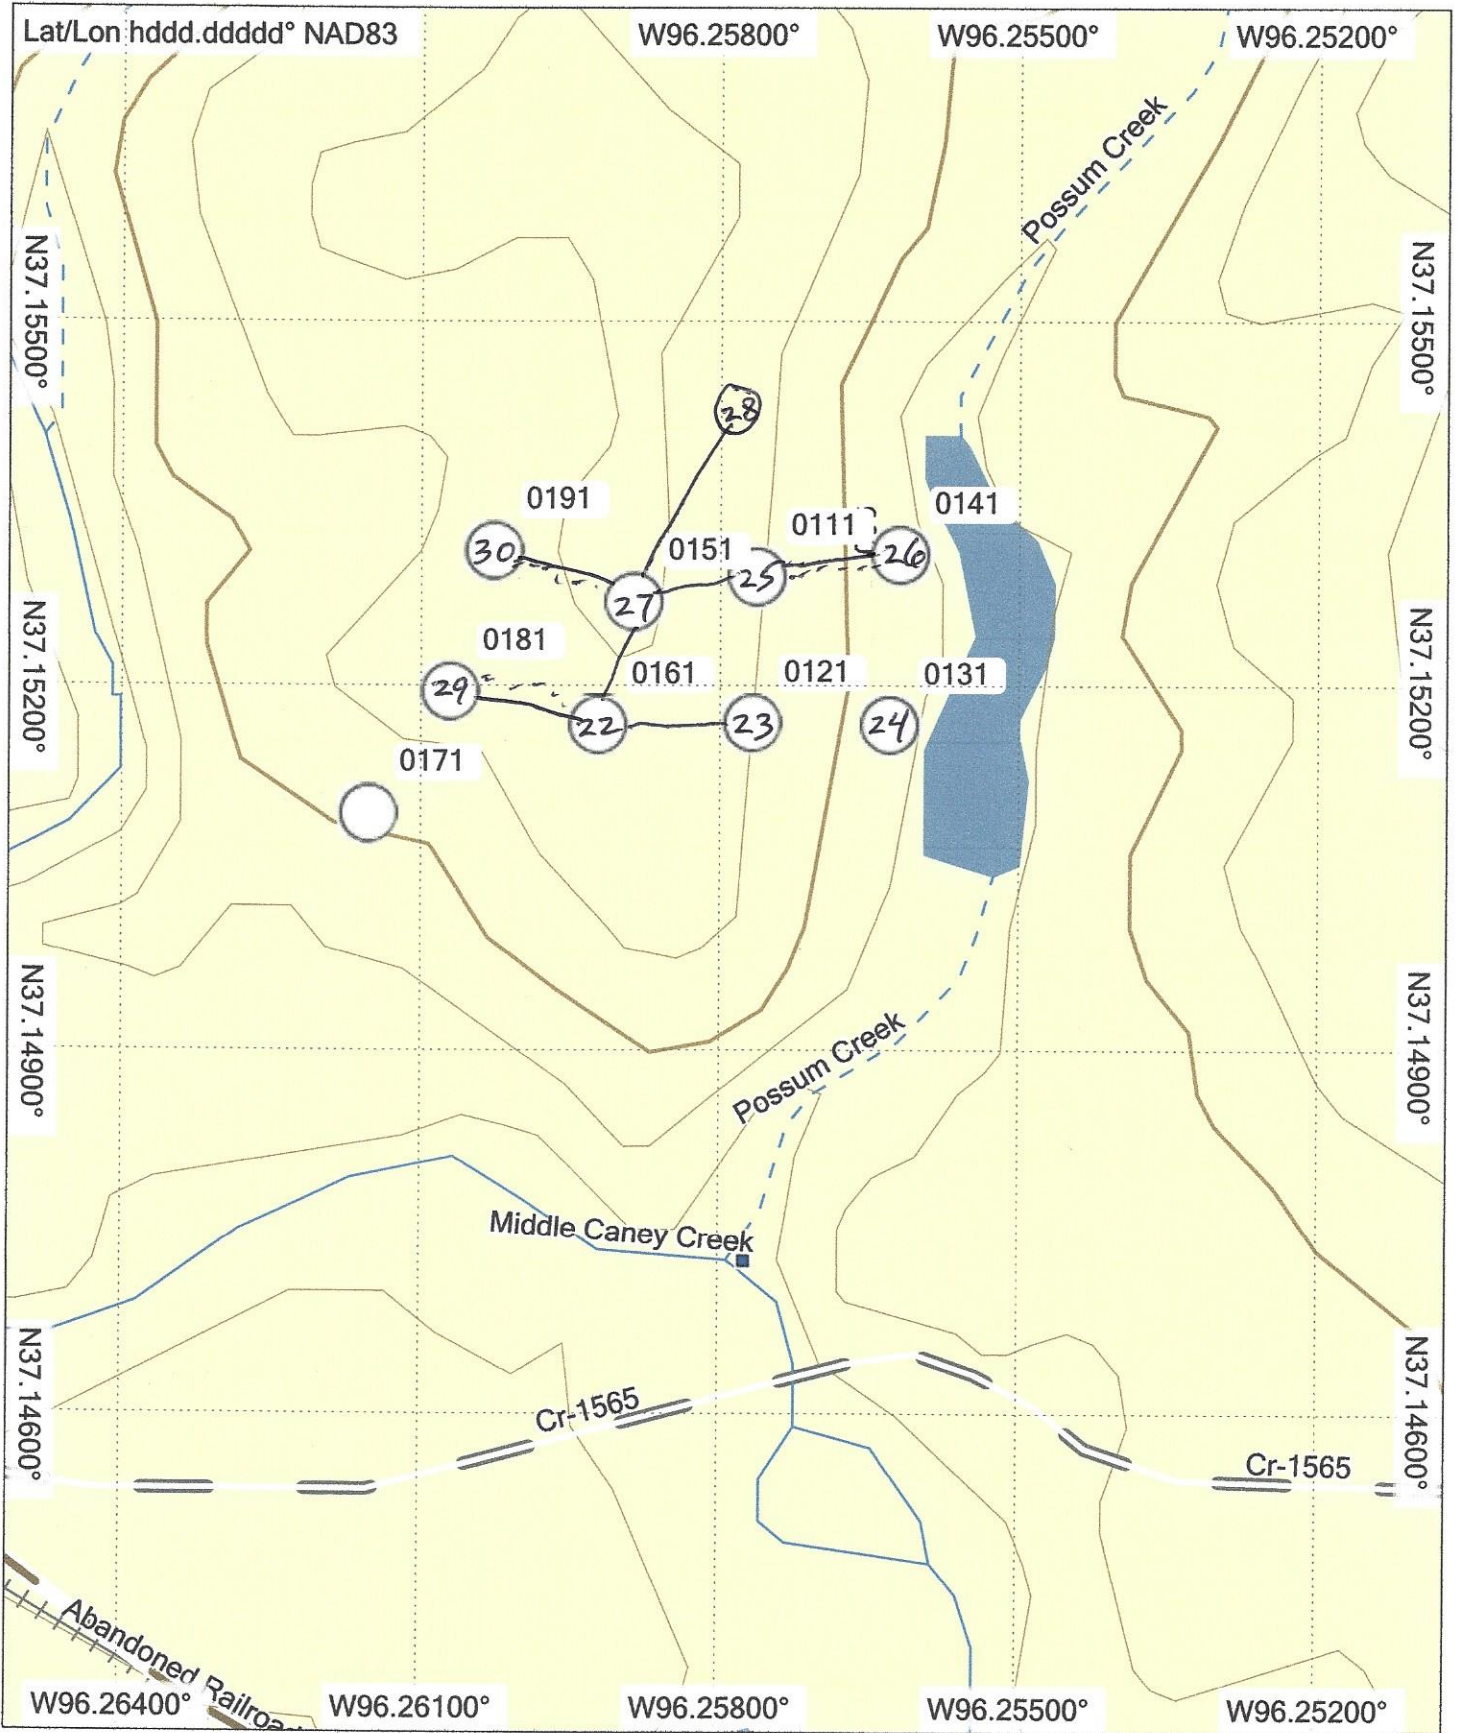 Lat/Lon hddd.ddddd° NAD83
W96.25800°
W96.25500°
W96.25200°
Possum Creek
N37.15500°
N37.15500°
28
0191
0141
0111
30
0151
26
25
27
N37.15200°
N37.15200°
0181
0161
0121
0131
29
22
23
24
0171
N37.14900°
N37.14900°
Possum Creek
Middle Caney Creek
N37.14600°
N37.14600°
Cr-1565
Cr-1565
Abandoned Railroad
W96.26400°
W96.26100°
W96.25800°
W96.25500°
W96.25200°